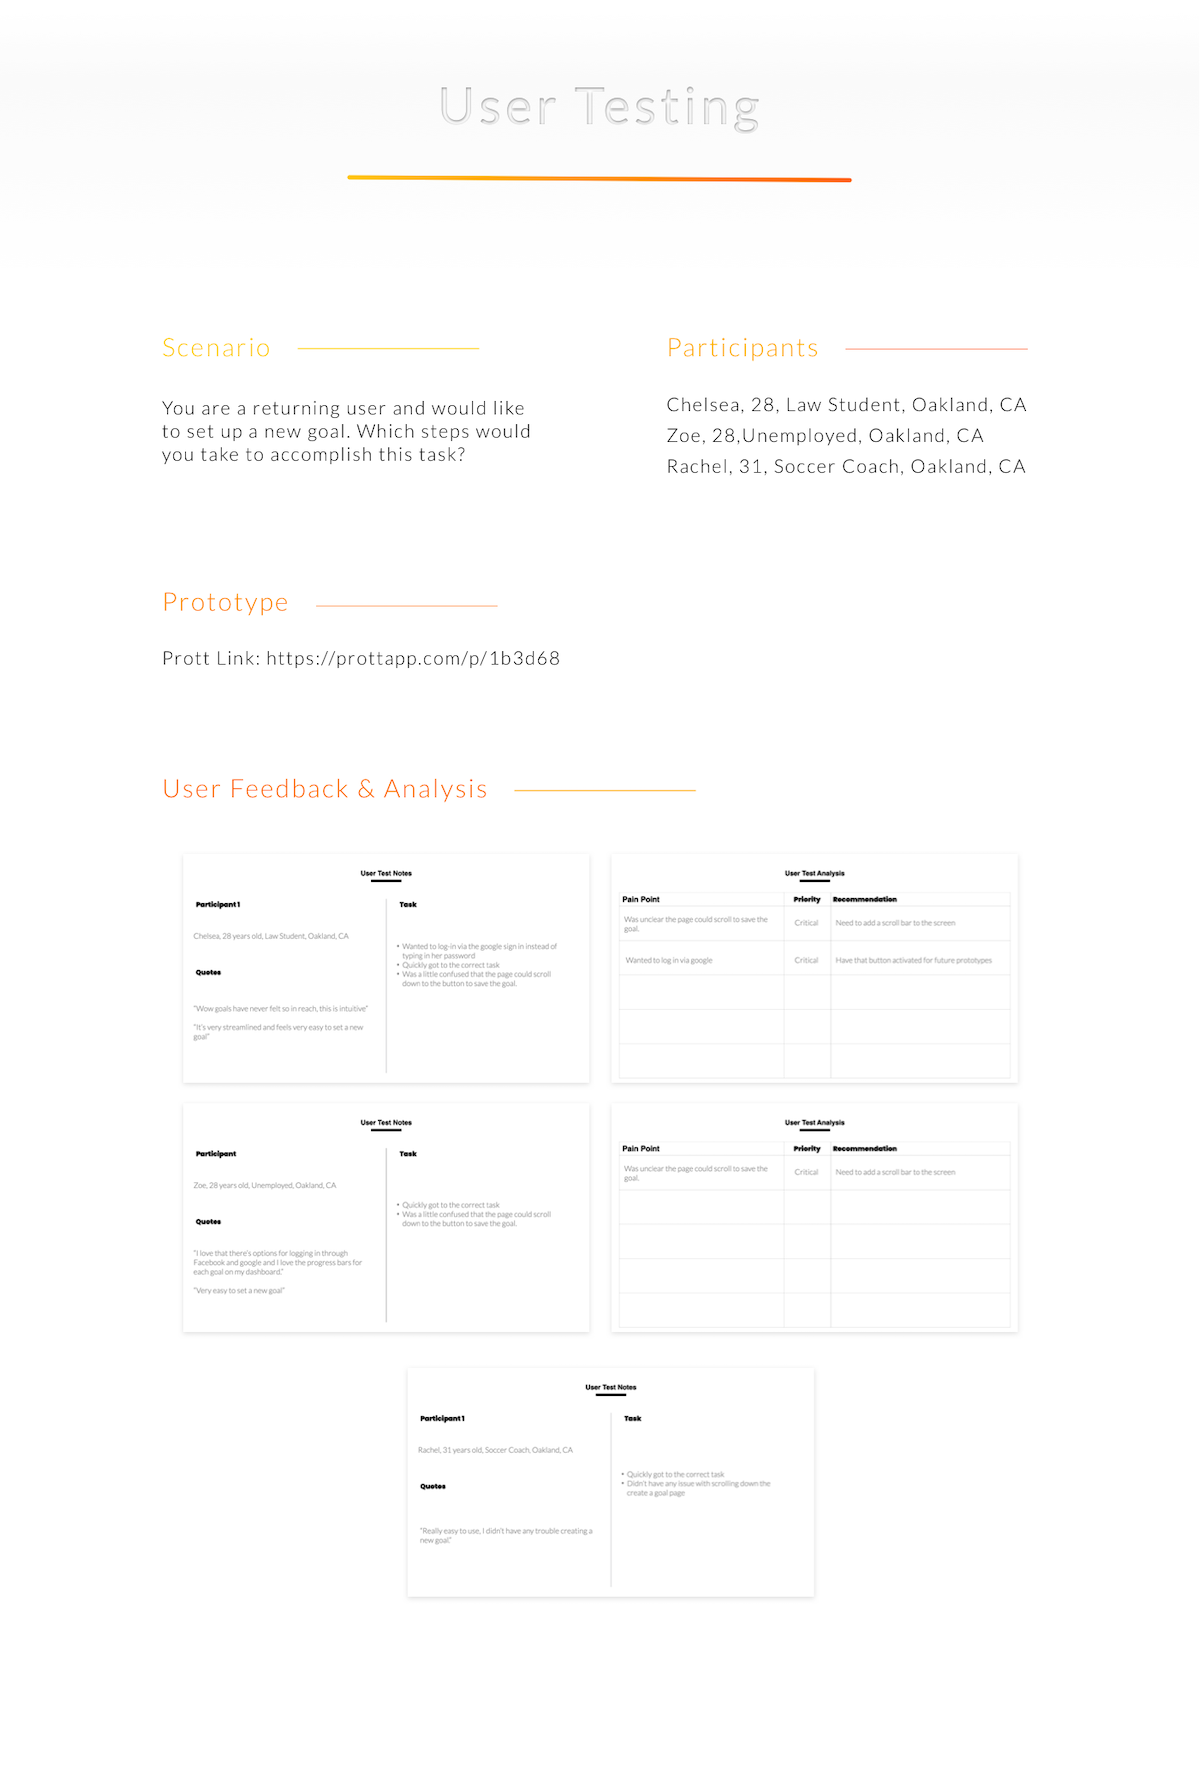 User Testing
Scenario
You are a returning user and would like
to set up a new goal. Which steps would
you take to accomplish this task?
Participants
Chelsea, 28, Law Student, Oakland, CA
Zoe, 28,Unemployed, Oakland, CA
Rachel, 31, Soccer Coach, Oakland, CA
Prototype
Prott Link: https://prottapp.com/p/1b3d68
User Feedback & Analysis
User Test Notes
Participant 1
Chelsea, 28 years old, Law Student, Oakland, CA
Quotes
"Wow goals have never felt so in reach, this is intuitive"
"It's very streamlined and feels very easy to set a new
goal"
Task
• Wanted to log-in via the google sign in instead of
typing in her password
• Quickly got to the correct task
• Was a little confused that the page could scroll
down to the button to save the goal.
User Test Analysis
Pain Point Priority Recommendation
Was unclear the page could scroll to save the
goal.
Critical
Need to add a scroll bar to the screen
Wanted to log in via google
Critical
Have that button activated for future prototypes
User Test Notes
Participant
Zoe, 28 years old, Unemployed, Oakland, CA
Quotes
"I love that there's options for logging in through
Facebook and google and I love the progress bars for
each goal on my dashboard."
"Very easy to set a new goal"
Task
• Quickly got to the correct task
• Was a little confused that the page could scroll
down to the button to save the goal.
User Test Analysis
Pain Point Priority Recommendation
Was unclear the page could scroll to save the
goal.
Critical
Need to add a scroll bar to the screen
User Test Notes
Participant 1
Rachel, 31 years old, Soccer Coach, Oakland, CA
Quotes
"Really easy to use, I didn't have any trouble creating a
new goal."
Task
• Quickly got to the correct task
• Didn't have any issue with scrolling down the
create a goal page